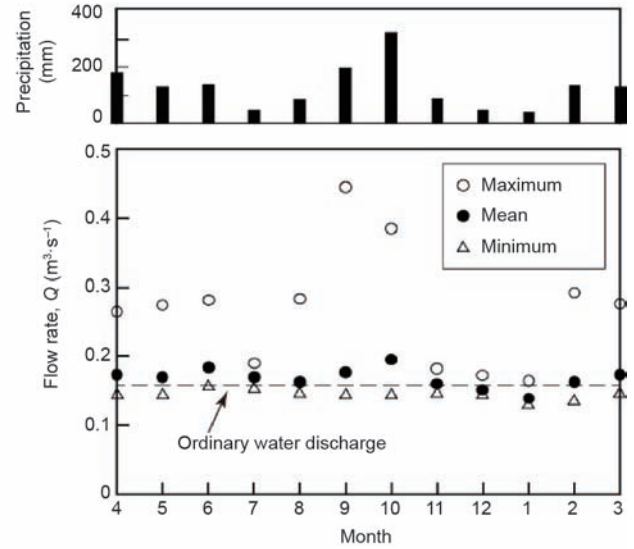 Precipitation
(mm)
400
200
0
Flow rate, Q (m³·s⁻¹)
0.5
0.4
0.3
0.2
0.1
0
Maximum
Mean
Minimum
Ordinary water discharge
4 5 6 7 8 9 10 11 12 1 2 3
Month